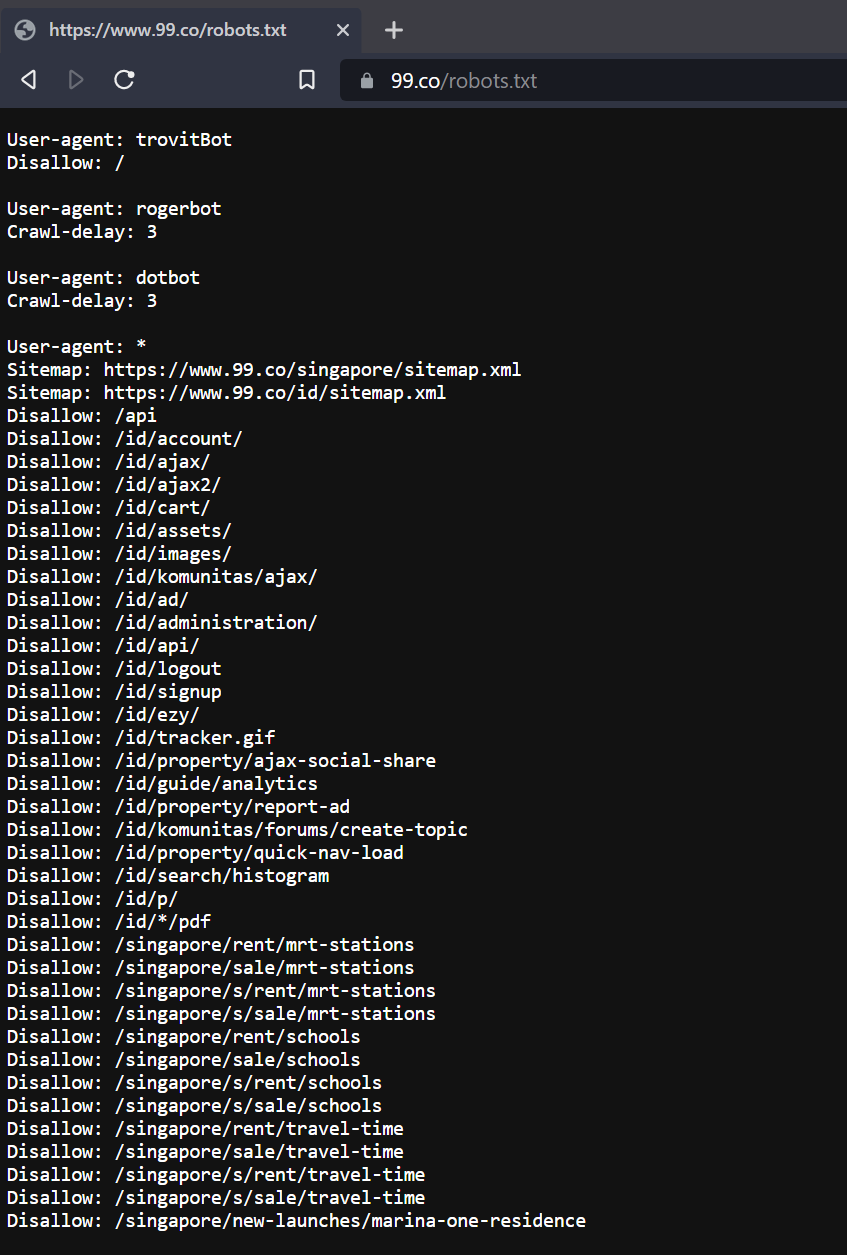 https://www.99.co/robots.txt
99.co/robots.txt
User-agent: trovitBot
Disallow: /
User-agent: rogerbot
Crawl-delay: 3
User-agent: dotbot
Crawl-delay: 3
User-agent: *
Sitemap: https://www.99.co/singapore/sitemap.xml
Sitemap: https://www.99.co/id/sitemap.xml
Disallow: /api
Disallow: /id/account/
Disallow: /id/ajax/
Disallow: /id/ajax2/
Disallow: /id/cart/
Disallow: /id/assets/
Disallow: /id/images/
Disallow: /id/komunitas/ajax/
Disallow: /id/ad/
Disallow: /id/administration/
Disallow: /id/api/
Disallow: /id/logout
Disallow: /id/signup
Disallow: /id/ezy/
Disallow: /id/tracker.gif
Disallow: /id/property/ajax-social-share
Disallow: /id/guide/analytics
Disallow: /id/property/report-ad
Disallow: /id/komunitas/forums/create-topic
Disallow: /id/property/quick-nav-load
Disallow: /id/search/histogram
Disallow: /id/p/
Disallow: /id/*/pdf
Disallow: /singapore/rent/mrt-stations
Disallow: /singapore/sale/mrt-stations
Disallow: /singapore/s/rent/mrt-stations
Disallow: /singapore/s/sale/mrt-stations
Disallow: /singapore/rent/schools
Disallow: /singapore/sale/schools
Disallow: /singapore/s/rent/schools
Disallow: /singapore/s/sale/schools
Disallow: /singapore/rent/travel-time
Disallow: /singapore/sale/travel-time
Disallow: /singapore/s/rent/travel-time
Disallow: /singapore/s/sale/travel-time
Disallow: /singapore/new-launches/marina-one-residence